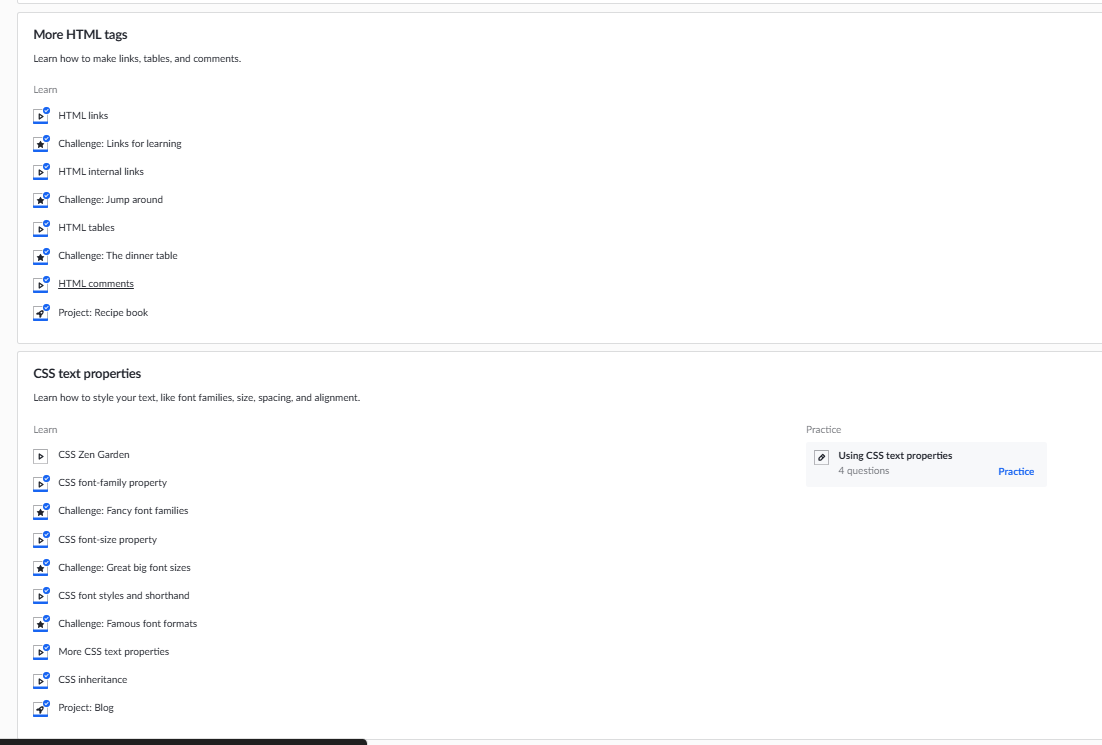 More HTML tags
Learn how to make links, tables, and comments.
Learn
HTML links
Challenge: Links for learning
HTML internal links
Challenge: Jump around
HTML tables
Challenge: The dinner table
HTML comments
Project: Recipe book
CSS text properties
Learn how to style your text, like font families, size, spacing, and alignment.
Learn
CSS Zen Garden
CSS font-family property
Challenge: Fancy font families
CSS font-size property
Challenge: Great big font sizes
CSS font styles and shorthand
Challenge: Famous font formats
More CSS text properties
CSS inheritance
Project: Blog
Practice
Using CSS text properties
4 questions
Practice